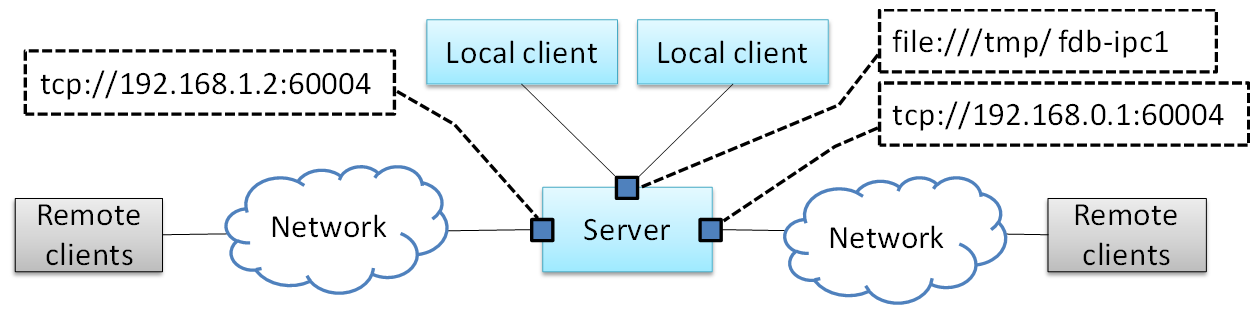 file:///tmp/ fdb-ipc1
Local client
Local client
tcp://192.168.1.2:60004
tcp://192.168.0.1:60004
Remote
clients
Network
Server
Network
Remote
clients